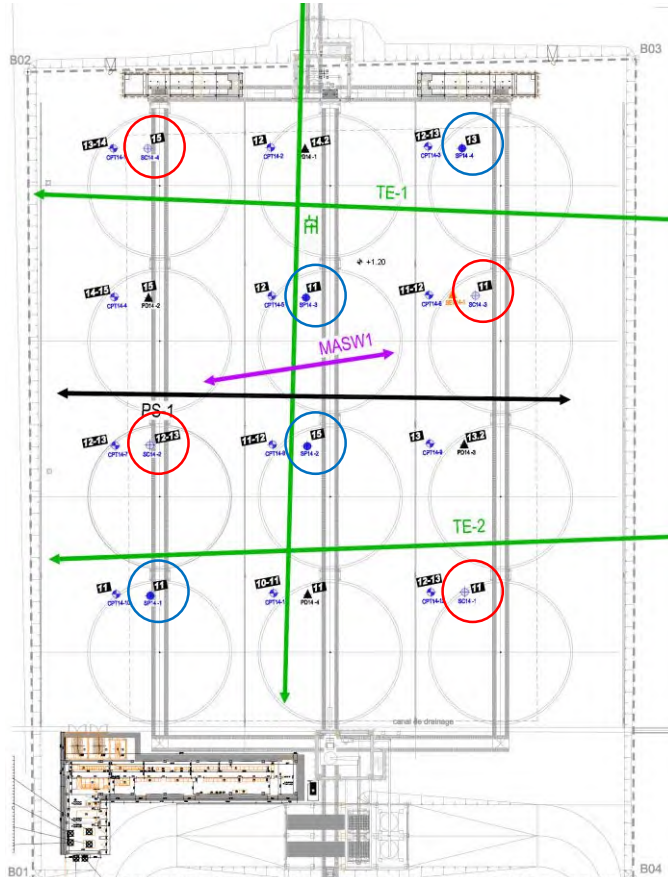 B02
B03
13-14
15
12
14.2
12-13
13
CPT14-
SC14-4
CPT14-2
PD14-1
CPT14-3
SP14-4
TE-1
+1.20
14-15
15
12
11
11-12
11
CPT14-4
PD14-2
CPT14-5
SP14-3
CPT14-6
SC14-3
MASW1
PS-1
12-13
12-13
11-12
15
13
13.2
CPT14-7
SC14-2
CPT14-8
SP14-2
CPT14-9
PD14-3
TE-2
11
11
10-11
11
12-13
11
CPT14-10
SP14-1
CPT14-1
PD14-4
CPT14-12
SC14-1
canal de drainage
B01
B04